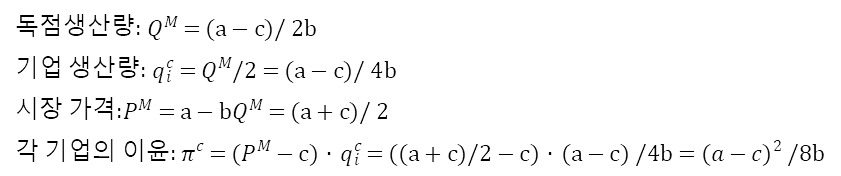 독점생산량: Q^M = (a − c)/ 2b
기업 생산량: q_i^c = Q^M/2 = (a − c)/ 4b
시장 가격:P^M = a − bQ^M = (a + c)/ 2
각 기업의 이윤: π^c = (P^M − c) · q_i^c = ((a + c)/2 − c) · (a − c) /4b = (a − c)^2 /8b